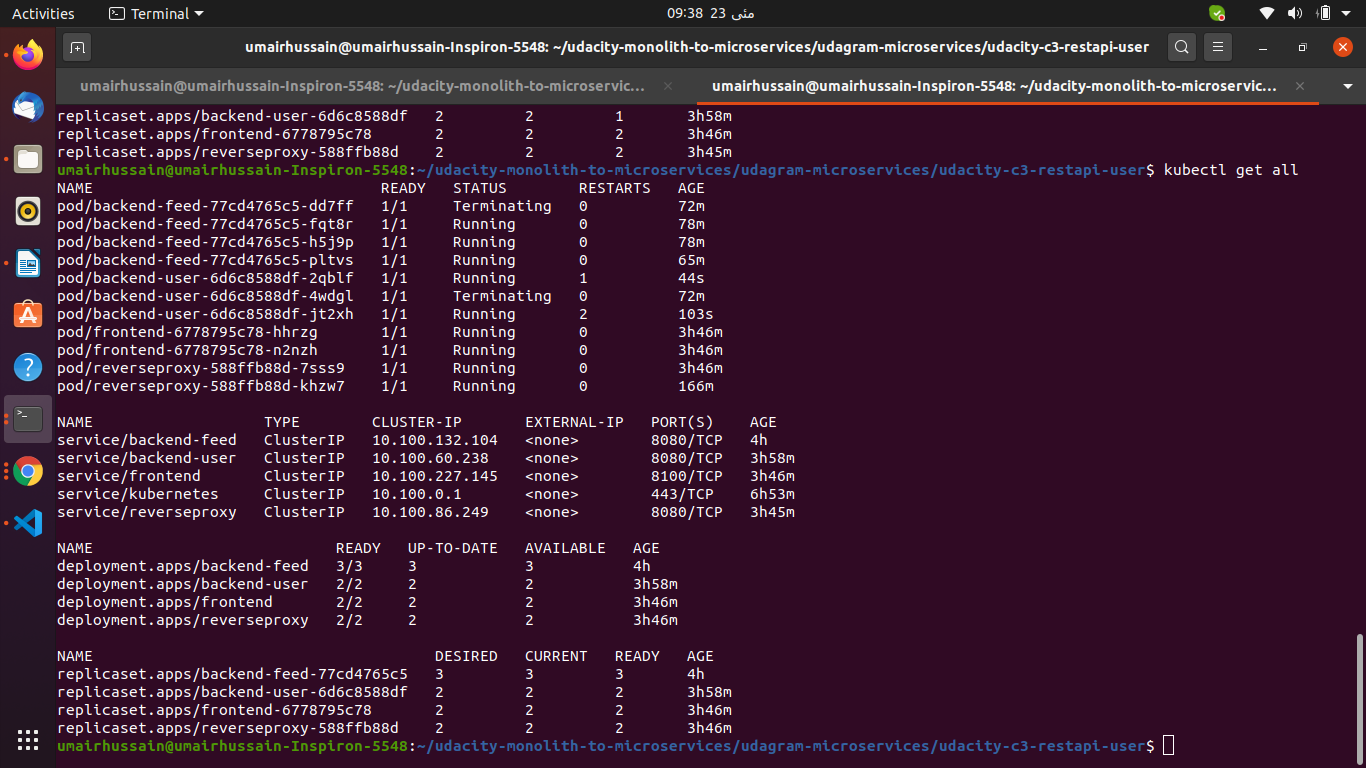 Activities Terminal 09:38 23 مئی
umairhussain@umairhussain-Inspiron-5548: ~/udacity-monolith-to-microservices/udagram-microservices/udacity-c3-restapi-user
umairhussain@umairhussain-Inspiron-5548: ~/udacity-monolith-to-microservic... umairhussain@umairhussain-Inspiron-5548: ~/udacity-monolith-to-microservic...
replicaset.apps/backend-user-6d6c8588df 2 2 1 3h58m
replicaset.apps/frontend-6778795c78 2 2 2 3h46m
replicaset.apps/reverseproxy-588ffb88d 2 2 2 3h45m
umairhussain@umairhussain-Inspiron-5548:~/udacity-monolith-to-microservices/udagram-microservices/udacity-c3-restapi-user$ kubectl get all
NAME READY STATUS RESTARTS AGE
pod/backend-feed-77cd4765c5-dd7ff 1/1 Terminating 0 72m
pod/backend-feed-77cd4765c5-fqt8r 1/1 Running 0 78m
pod/backend-feed-77cd4765c5-h5j9p 1/1 Running 0 78m
pod/backend-feed-77cd4765c5-pltvs 1/1 Running 0 65m
pod/backend-user-6d6c8588df-2qblf 1/1 Running 1 44s
pod/backend-user-6d6c8588df-4wdgl 1/1 Terminating 0 72m
pod/backend-user-6d6c8588df-jt2xh 1/1 Running 2 103s
pod/frontend-6778795c78-hhrzg 1/1 Running 0 3h46m
pod/frontend-6778795c78-n2nzh 1/1 Running 0 3h46m
pod/reverseproxy-588ffb88d-7sss9 1/1 Running 0 3h46m
pod/reverseproxy-588ffb88d-khzw7 1/1 Running 0 166m
NAME TYPE CLUSTER-IP EXTERNAL-IP PORT(S) AGE
service/backend-feed ClusterIP 10.100.132.104 <none> 8080/TCP 4h
service/backend-user ClusterIP 10.100.60.238 <none> 8080/TCP 3h58m
service/frontend ClusterIP 10.100.227.145 <none> 8100/TCP 3h46m
service/kubernetes ClusterIP 10.100.0.1 <none> 443/TCP 6h53m
service/reverseproxy ClusterIP 10.100.86.249 <none> 8080/TCP 3h45m
NAME READY UP-TO-DATE AVAILABLE AGE
deployment.apps/backend-feed 3/3 3 3 4h
deployment.apps/backend-user 2/2 2 2 3h58m
deployment.apps/frontend 2/2 2 2 3h46m
deployment.apps/reverseproxy 2/2 2 2 3h46m
NAME DESIRED CURRENT READY AGE
replicaset.apps/backend-feed-77cd4765c5 3 3 3 4h
replicaset.apps/backend-user-6d6c8588df 2 2 2 3h58m
replicaset.apps/frontend-6778795c78 2 2 2 3h46m
replicaset.apps/reverseproxy-588ffb88d 2 2 2 3h46m
umairhussain@umairhussain-Inspiron-5548:~/udacity-monolith-to-microservices/udagram-microservices/udacity-c3-restapi-user$